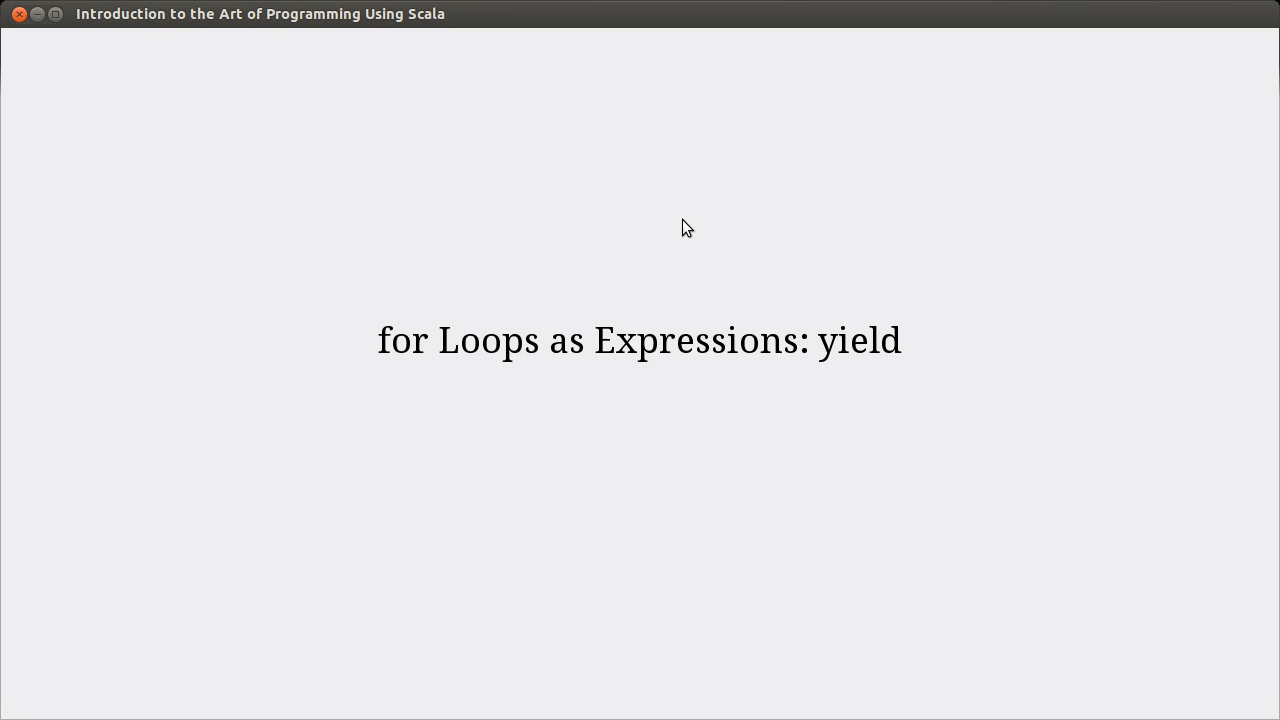 Introduction to the Art of Programming Using Scala
for Loops as Expressions: yield